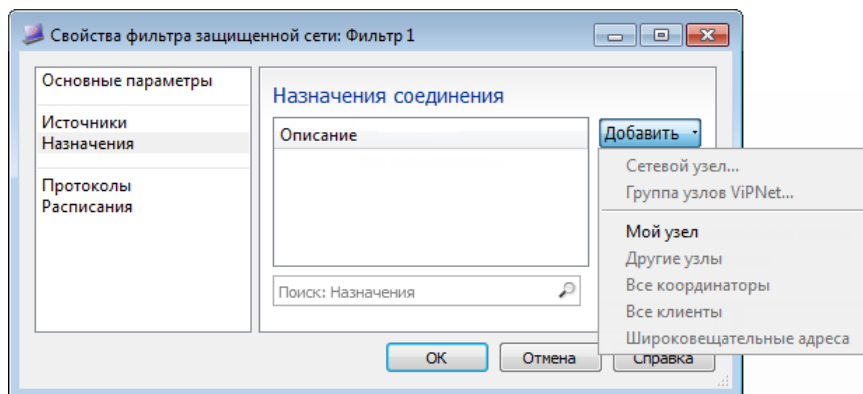 Свойства фильтра защищенной сети: Фильтр 1
Основные параметры
Источники
Назначения
Протоколы
Расписания
Назначения соединения
Описание
Поиск: Назначения
Добавить
Сетевой узел...
Группа узлов ViPNet...
Мой узел
Другие узлы
Все координаторы
Все клиенты
Широковещательные адреса
ОК
Отмена
Справка